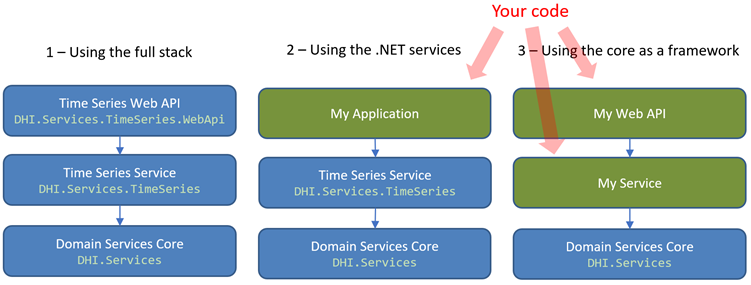 Your code
1 – Using the full stack
2 – Using the .NET services
3 – Using the core as a framework
Time Series Web API
DHI.Services.TimeSeries.WebApi
My Application
My Web API
Time Series Service
DHI.Services.TimeSeries
Time Series Service
DHI.Services.TimeSeries
My Service
Domain Services Core
DHI.Services
Domain Services Core
DHI.Services
Domain Services Core
DHI.Services